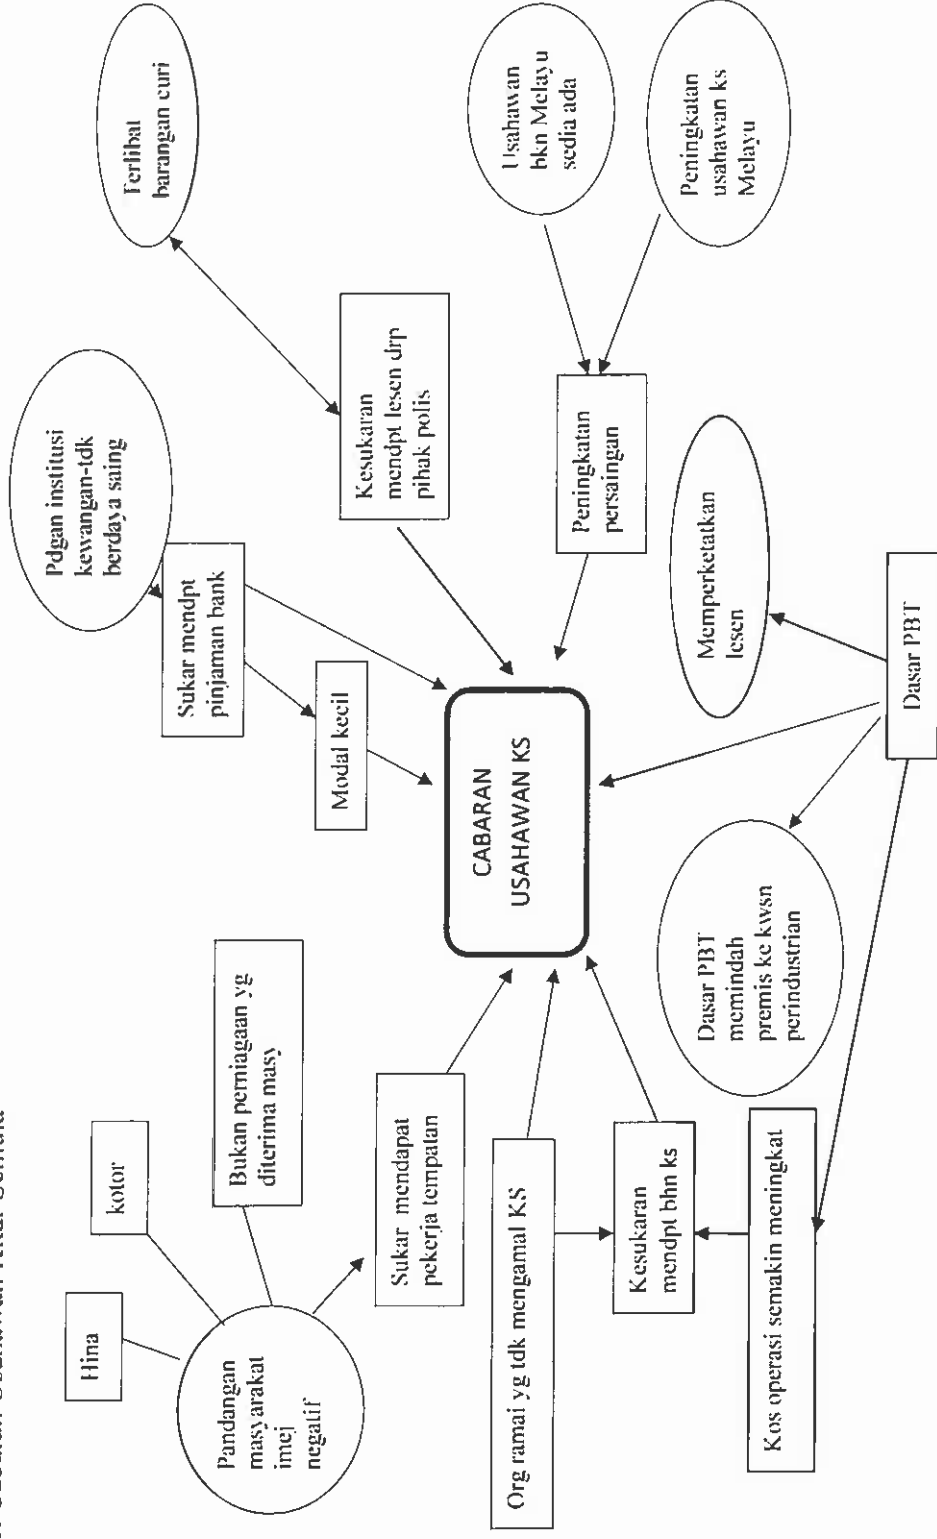 Hina
kotor
Bukan perniagaan yg
diterima masy
Pandangan
masyarakat
imej
negatif
Pdgan institusi
kewangan-tdk
berdaya saing
Sukar mendpt
pinjaman bank
Modal kecil
Terlibat
barangan curi
Kesukaran
mendpt lesen drp
pihak polis
Sukar mendapat
pekerja tempatan
CABARAN
USAHAWAN KS
Org ramai yg tdk mengamal KS
Usahawan
bkn Melayu
sedia ada
Peningkatan
persaingan
Kesukaran
mendpt bhn ks
Peningkatan
usahawan ks
Melayu
Memperketatkan
lesen
Dasar PBT
memindah
premis ke kwsn
perindustrian
Kos operasi semakin meningkat
Dasar PBT